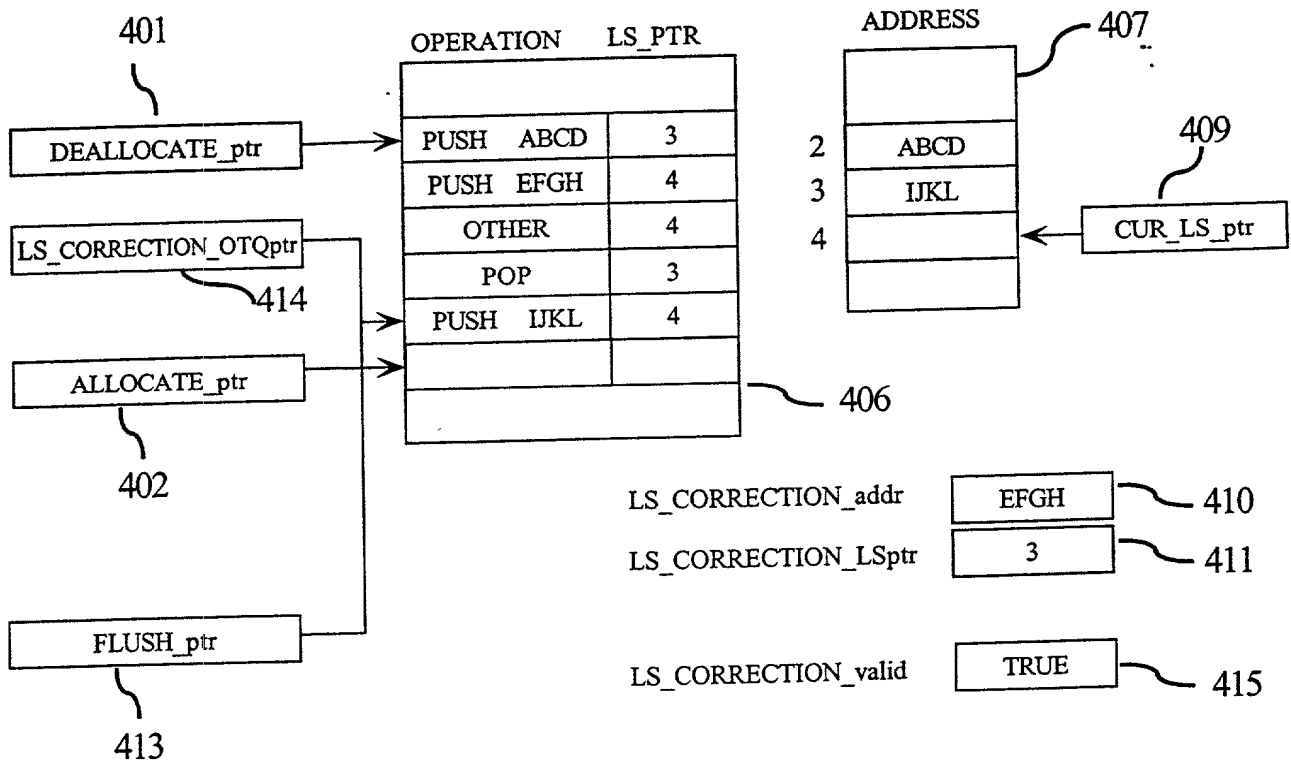 401
OPERATION LS_PTR
ADDRESS
407
DEALLOCATE_ptr
PUSH ABCD 3
2 ABCD
409
PUSH EFGH 4
3 IJKL
LS_CORRECTION_OTQptr
OTHER 4
4
CUR_LS_ptr
414
POP 3
PUSH IJKL 4
ALLOCATE_ptr
406
402
LS_CORRECTION_addr EFGH 410
LS_CORRECTION_LSptr 3 411
FLUSH_ptr
LS_CORRECTION_valid TRUE 415
413